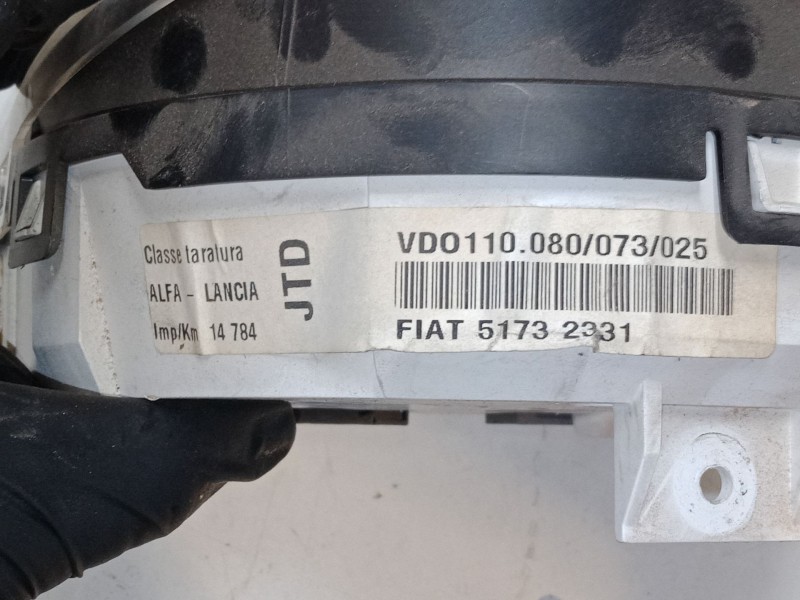 Classe taratura
ALFA - LANCIA
Imp/Km 14 784
JTD
VDO110.080/073/025
FIAT 5173 2331